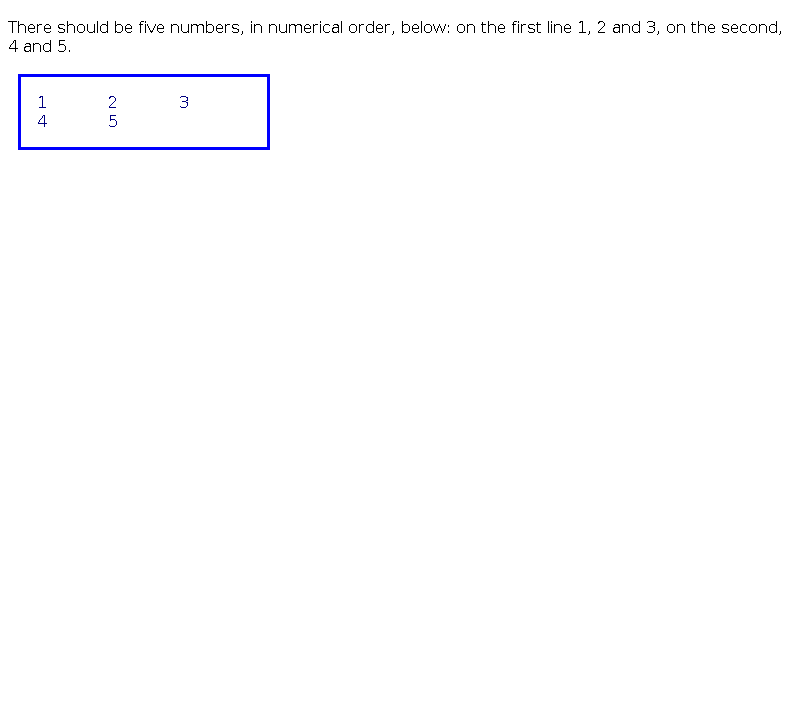 There should be five numbers, in numerical order, below: on the first line 1, 2 and 3, on the second,
4 and 5.
1 2 3
4 5